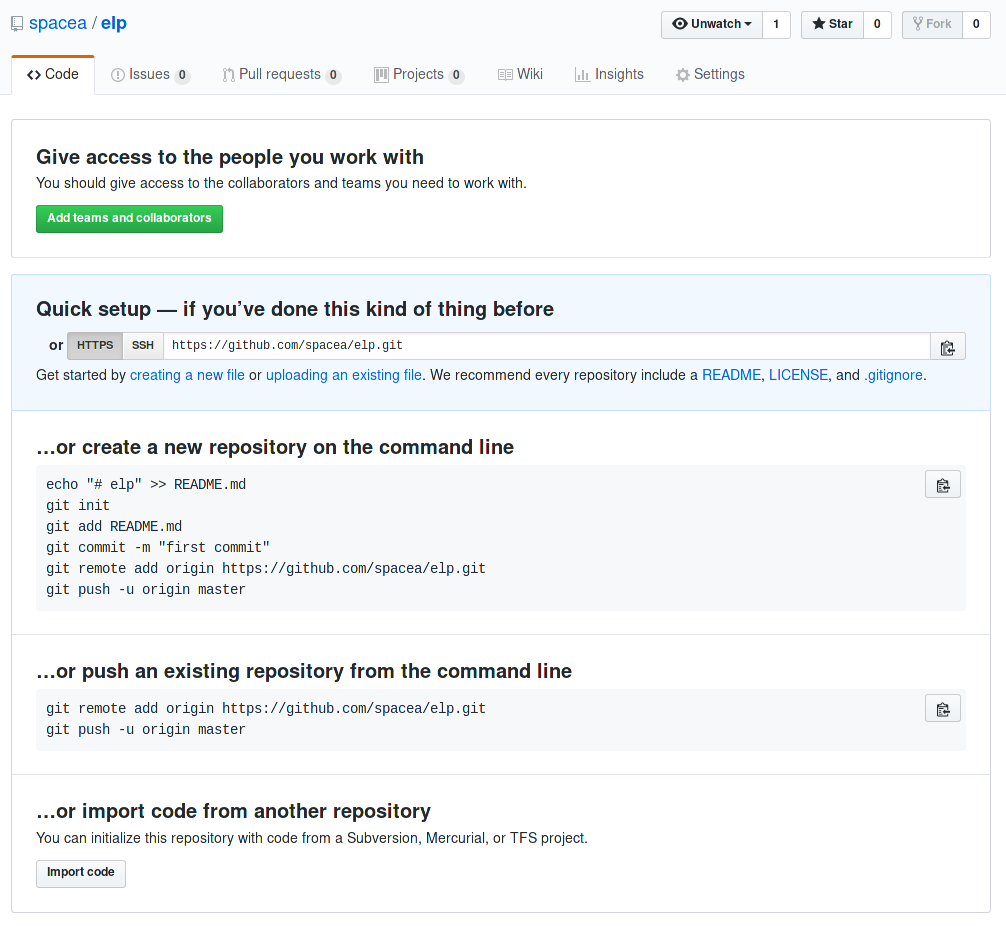 spacea / elp
Unwatch 1 Star 0 Fork 0
Code Issues 0 Pull requests 0 Projects 0 Wiki Insights Settings
Give access to the people you work with
You should give access to the collaborators and teams you need to work with.
Add teams and collaborators
Quick setup — if you’ve done this kind of thing before
or HTTPS SSH https://github.com/spacea/elp.git
Get started by creating a new file or uploading an existing file. We recommend every repository include a README, LICENSE, and .gitignore.
…or create a new repository on the command line
echo "# elp" >> README.md
git init
git add README.md
git commit -m "first commit"
git remote add origin https://github.com/spacea/elp.git
git push -u origin master
…or push an existing repository from the command line
git remote add origin https://github.com/spacea/elp.git
git push -u origin master
…or import code from another repository
You can initialize this repository with code from a Subversion, Mercurial, or TFS project.
Import code